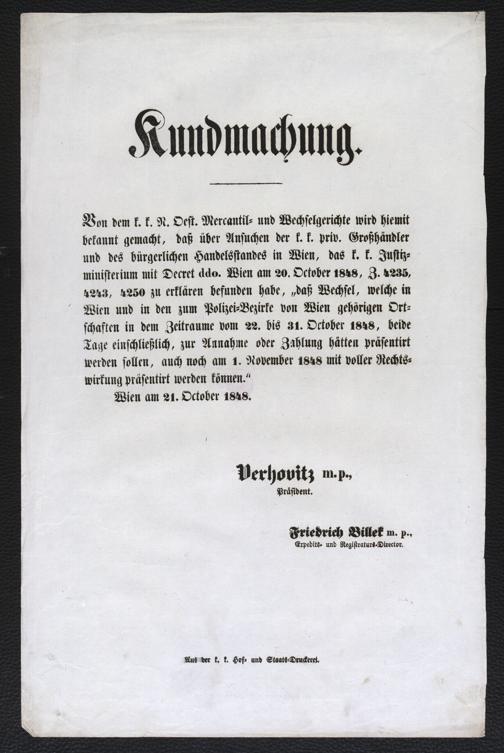 Kundmachung.
Von dem k. k. N. Oest. Mercantil- und Wechselgerichte wird hiemit
bekannt gemacht, daß über Ansuchen der k. k. priv. Großhändler
und des bürgerlichen Handelsstandes in Wien, das k. k. Justiz-
ministerium mit Decret ddo. Wien am 20. October 1848, Z. 4235,
4243, 4250 zu erklären befunden habe, „daß Wechsel, welche in
Wien und in den zum Polizei-Bezirke von Wien gehörigen Ort-
schaften in dem Zeitraume vom 22. bis 31. October 1848, beide
Tage einschließlich, zur Annahme oder Zahlung hätten präsentirt
werden sollen, auch noch am 1. November 1848 mit voller Rechts-
wirkung präsentirt werden können.“
Wien am 21. October 1848.
Verhovitz m. p.,
Präsident.
Friedrich Billek m. p.,
Expedits- und Registraturs-Director.
Aus der k. k. Hof- und Staats-Druckerei.